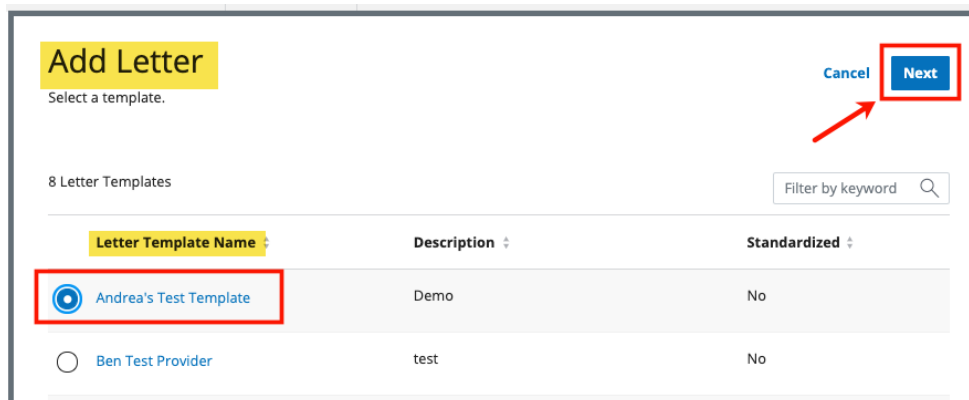 Add Letter
Cancel Next
Select a template.
8 Letter Templates
Filter by keyword
Letter Template Name Description Standardized
Andrea's Test Template Demo No
Ben Test Provider test No